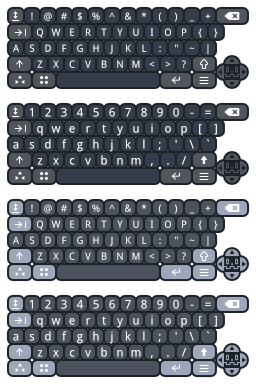 ! @ # $ % ^ & * ( ) _ +
Q W E R T Y U I O P { }
A S D F G H J K L : " ~ |
Z X C V B N M < > ?
1 2 3 4 5 6 7 8 9 0 - =
q w e r t y u i o p [ ]
a s d f g h j k l ; ' \ `
z x c v b n m , . /
! @ # $ % ^ & * ( ) _ +
Q W E R T Y U I O P { }
A S D F G H J K L : " ~ |
Z X C V B N M < > ?
1 2 3 4 5 6 7 8 9 0 - =
q w e r t y u i o p [ ]
a s d f g h j k l ; ' \ `
z x c v b n m , . /